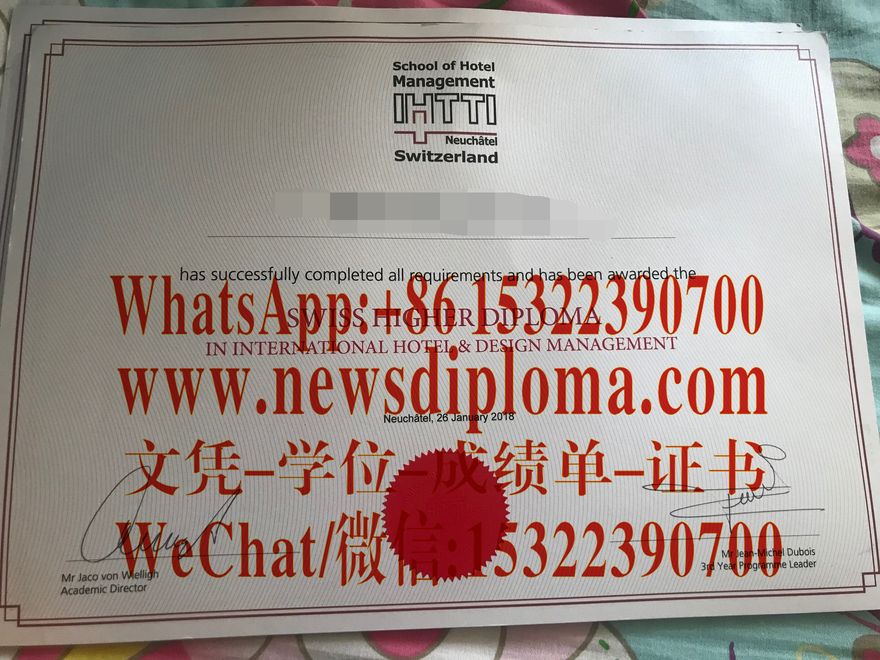 School of Hotel
Management
IHTTI
Neuchâtel
Switzerland
has successfully completed all requirements and has been awarded the
WhatsApp:+86 15322390700
SWISS HIGHER DIPLOMA
IN INTERNATIONAL HOTEL & DESIGN MANAGEMENT
www.newsdiploma.com
Neuchâtel, 26 January 2018
文凭-学位-成绩单-证书
WeChat/微信:15322390700
Mr Jaco von Wielligh
Academic Director
Mr Jean-Michel Dubois
3rd Year Programme Leader